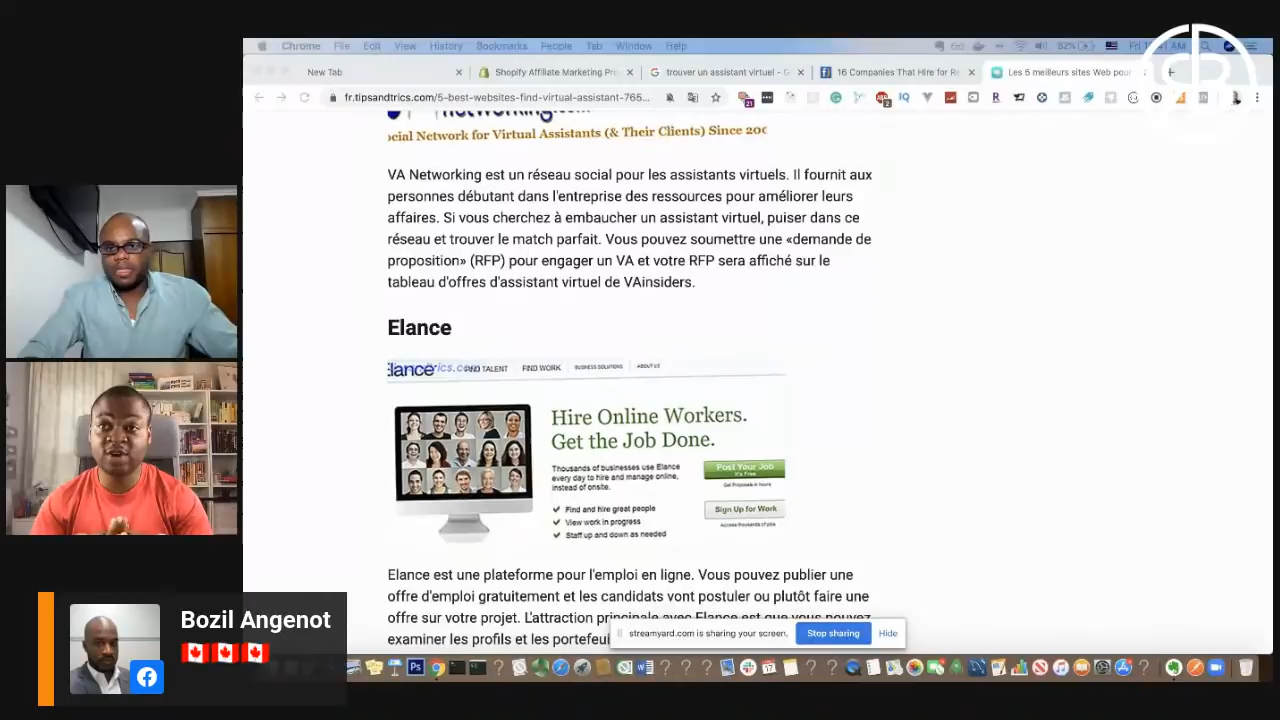 Chrome File Edit View History Bookmarks People Tab Window Help
82%
New Tab
Shopify Affiliate Marketing Pro
trouver un assistant virtuel - G
16 Companies That Hire for Re
Les 5 meilleurs sites Web pour
fr.tipsandtrics.com/5-best-websites-find-virtual-assistant-765...
networking.com
ocial Network for Virtual Assistants (& Their Clients) Since 200
VA Networking est un réseau social pour les assistants virtuels. Il fournit aux
personnes débutant dans l'entreprise des ressources pour améliorer leurs
affaires. Si vous cherchez à embaucher un assistant virtuel, puiser dans ce
réseau et trouver le match parfait. Vous pouvez soumettre une «demande de
proposition» (RFP) pour engager un VA et votre RFP sera affiché sur le
tableau d'offres d'assistant virtuel de VAinsiders.
Elance
Elance FIND TALENT FIND WORK BUSINESS SOLUTIONS ABOUT US
Hire Online Workers.
Get the Job Done.
Thousands of businesses use Elance
every day to hire and manage online,
instead of onsite.
Find and hire great people
View work in progress
Staff up and down as needed
Post Your Job
It's Free
Get Proposals in hours
Sign Up for Work
Access thousands of jobs
Elance est une plateforme pour l'emploi en ligne. Vous pouvez publier une
offre d'emploi gratuitement et les candidats vont postuler ou plutôt faire une
offre sur votre projet. L'attraction principale avec Elance est que vous pouvez
examiner les profils et les portefeui
streamyard.com is sharing your screen.
Stop sharing
Hide
Bozil Angenot